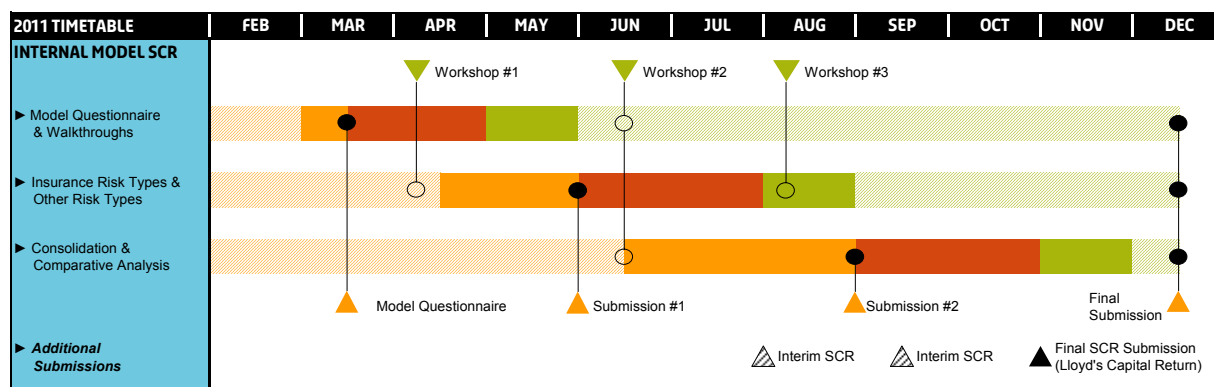 2011 TIMETABLE FEB MAR APR MAY JUN JUL AUG SEP OCT NOV DEC
INTERNAL MODEL SCR
Workshop #1 Workshop #2 Workshop #3
► Model Questionnaire
& Walkthroughs
► Insurance Risk Types &
Other Risk Types
► Consolidation &
Comparative Analysis
Model Questionnaire Submission #1 Submission #2 Final
Submission
► Additional
Submissions
Interim SCR Interim SCR Final SCR Submission
(Lloyd's Capital Return)